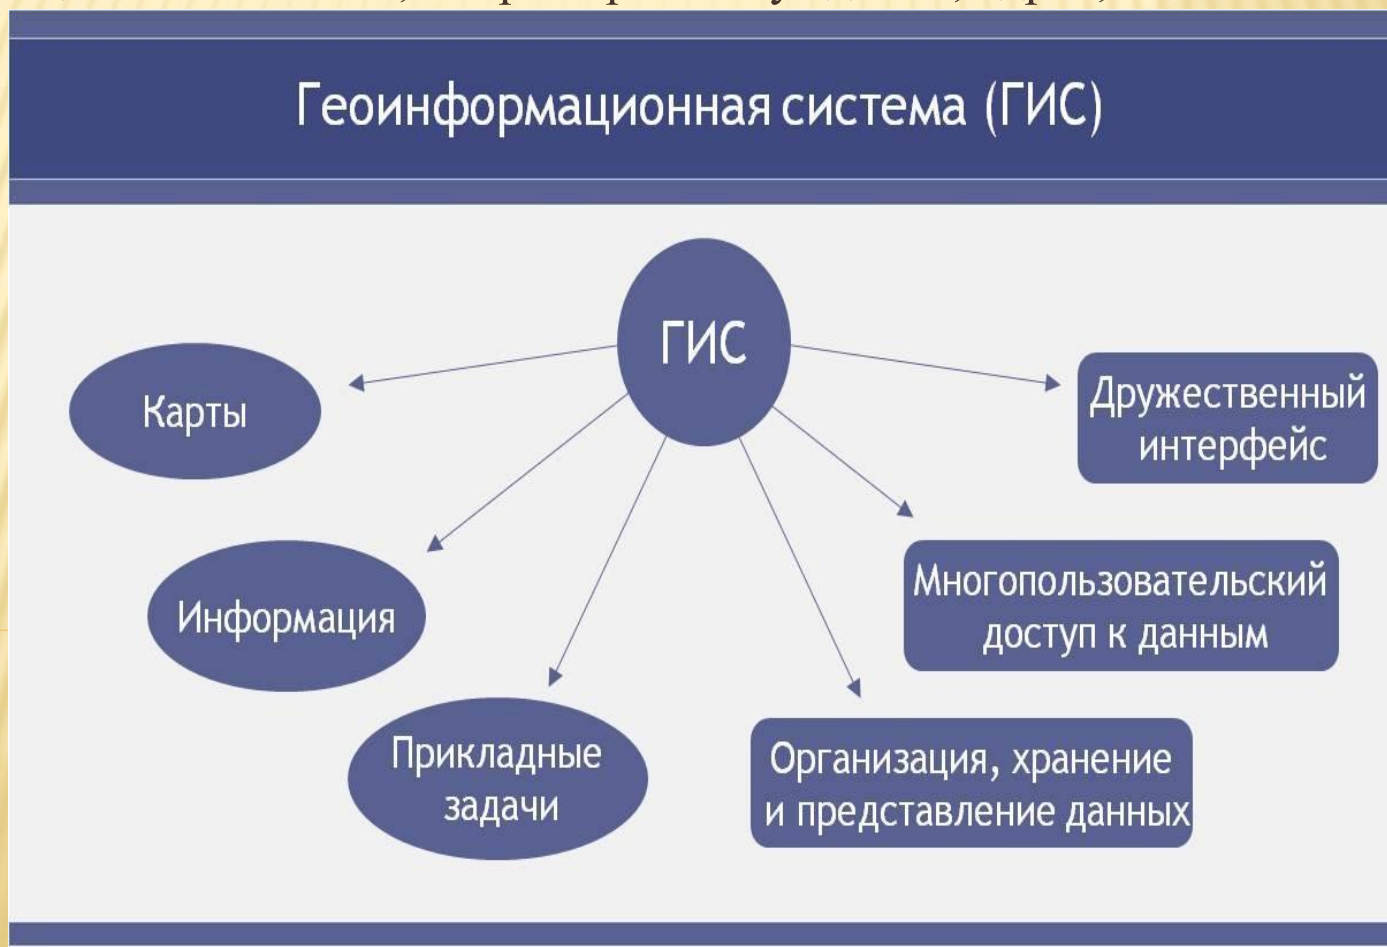 Геоинформационная система (ГИС)
ГИС
Карты
Информация
Прикладные
задачи
Организация, хранение
и представление данных
Многопользовательский
доступ к данным
Дружественный
интерфейс